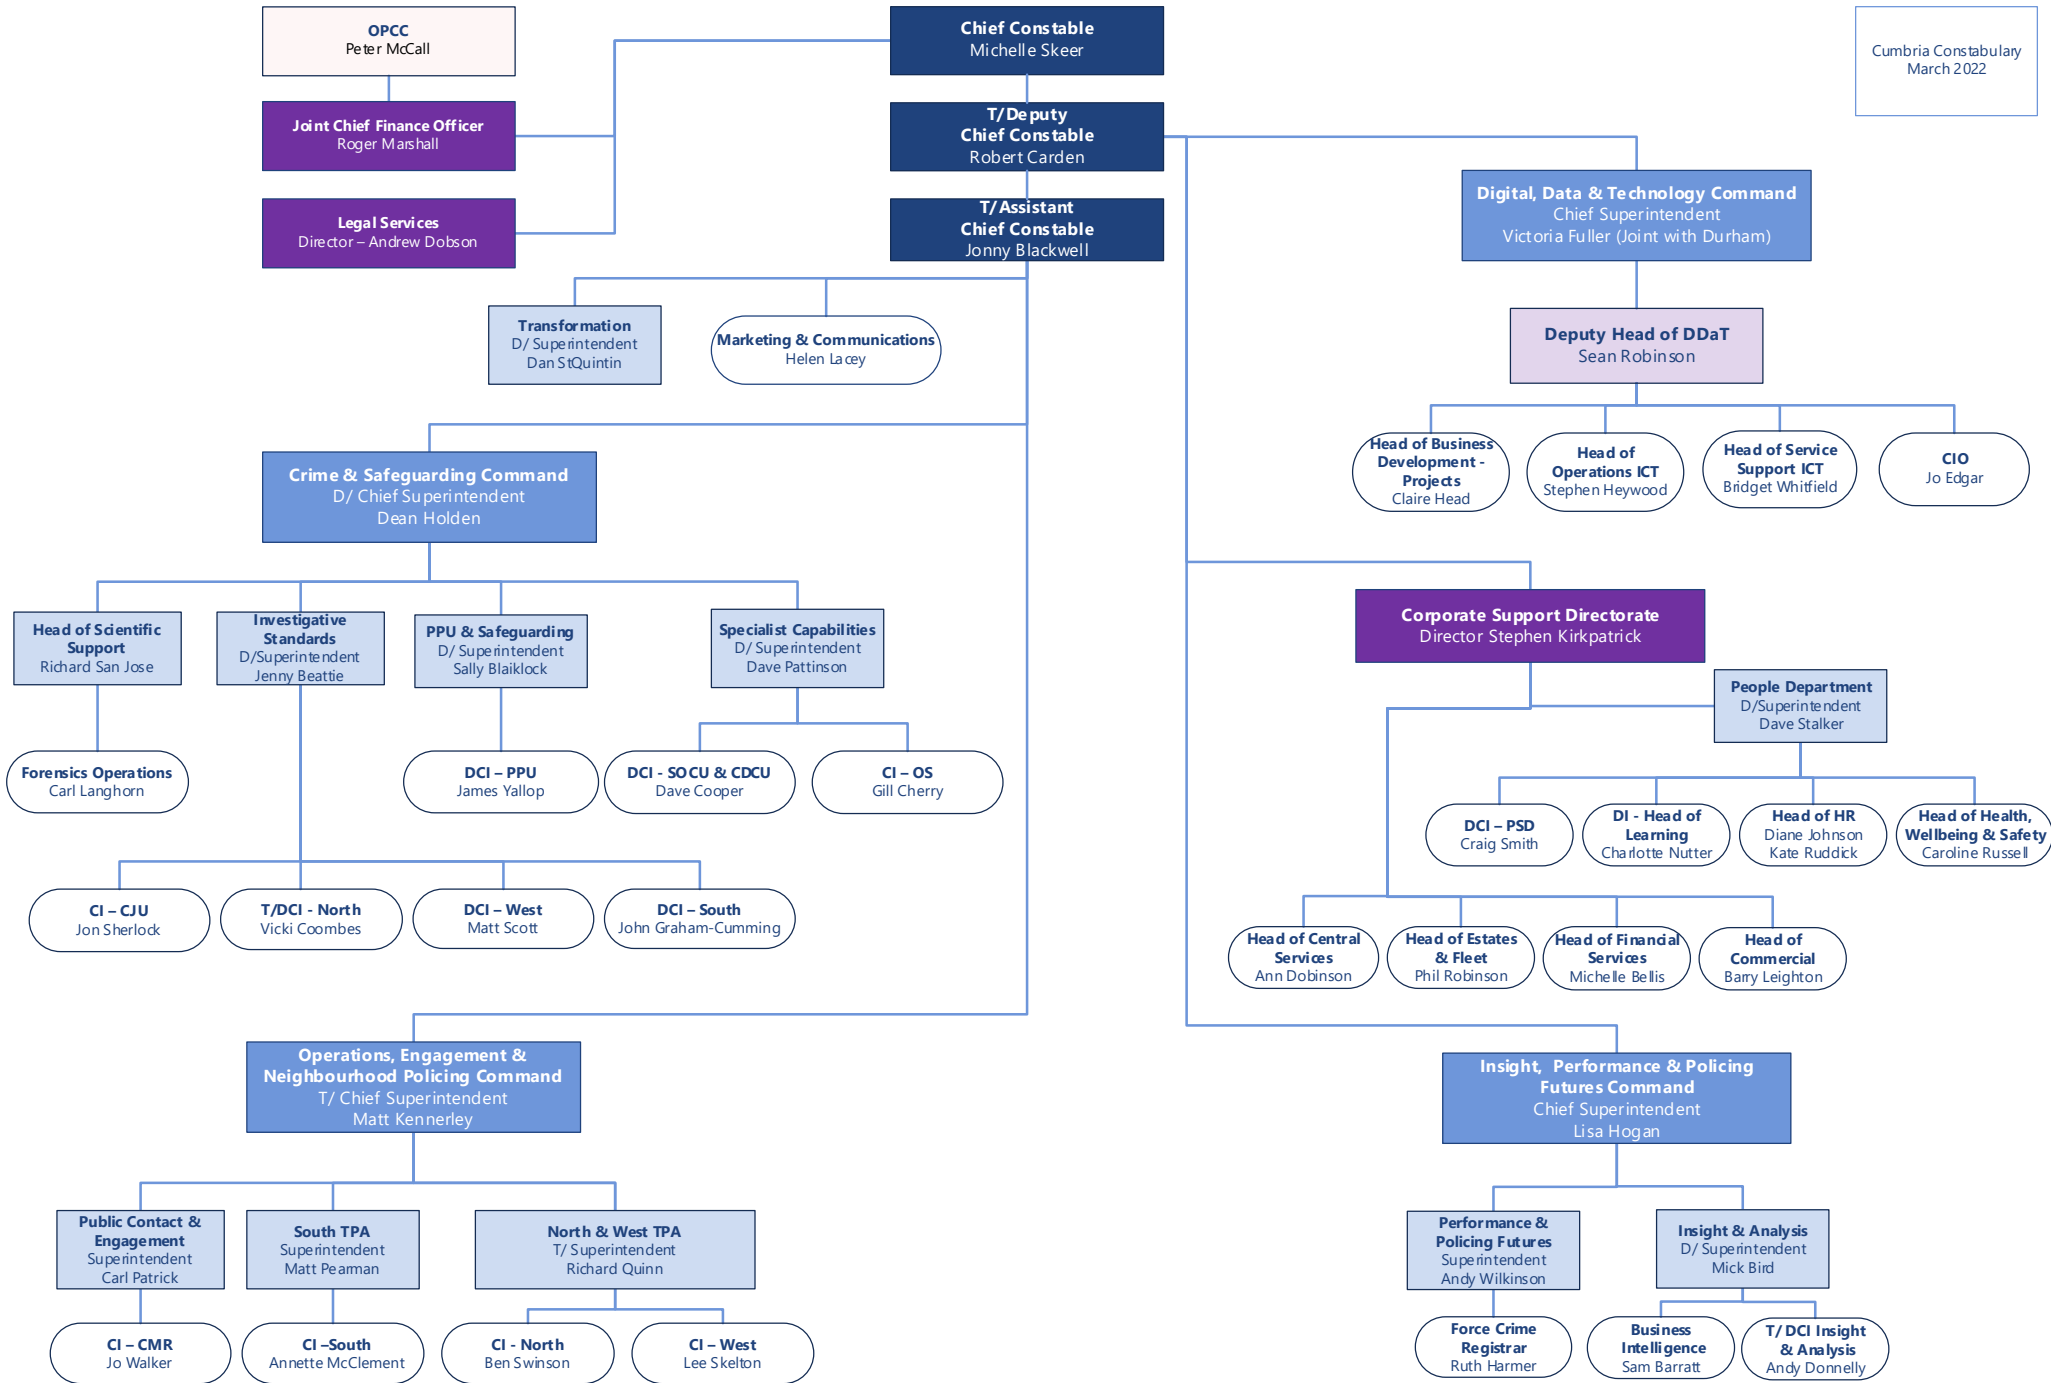 OPCC
Peter McCall
Chief Constable
Michelle Skeer
Cumbria Constabulary
March 2022
Joint Chief Finance Officer
Roger Marshall
T/Deputy
Chief Constable
Robert Carden
Legal Services
Director – Andrew Dobson
T/Assistant
Chief Constable
Jonny Blackwell
Digital, Data & Technology Command
Chief Superintendent
Victoria Fuller (Joint with Durham)
Transformation
D/ Superintendent
Dan StQuintin
Marketing & Communications
Helen Lacey
Deputy Head of DDaT
Sean Robinson
Head of Business
Development -
Projects
Claire Head
Head of
Operations ICT
Stephen Heywood
Head of Service
Support ICT
Bridget Whitfield
CIO
Jo Edgar
Crime & Safeguarding Command
D/ Chief Superintendent
Dean Holden
Head of Scientific
Support
Richard San Jose
Investigative
Standards
D/Superintendent
Jenny Beattie
PPU & Safeguarding
D/ Superintendent
Sally Blaiklock
Specialist Capabilities
D/ Superintendent
Dave Pattinson
Corporate Support Directorate
Director Stephen Kirkpatrick
People Department
D/Superintendent
Dave Stalker
Forensics Operations
Carl Langhorn
DCI – PPU
James Yallop
DCI - SOCU & CDCU
Dave Cooper
CI – OS
Gill Cherry
DCI – PSD
Craig Smith
DI - Head of
Learning
Charlotte Nutter
Head of HR
Diane Johnson
Kate Ruddick
Head of Health,
Wellbeing & Safety
Caroline Russell
CI – CJU
Jon Sherlock
T/DCI - North
Vicki Coombes
DCI – West
Matt Scott
DCI – South
John Graham-Cumming
Head of Central
Services
Ann Dobinson
Head of Estates
& Fleet
Phil Robinson
Head of Financial
Services
Michelle Bellis
Head of
Commercial
Barry Leighton
Operations, Engagement &
Neighbourhood Policing Command
T/ Chief Superintendent
Matt Kennerley
Insight, Performance & Policing
Futures Command
Chief Superintendent
Lisa Hogan
Public Contact &
Engagement
Superintendent
Carl Patrick
South TPA
Superintendent
Matt Pearman
North & West TPA
T/ Superintendent
Richard Quinn
Performance &
Policing Futures
Superintendent
Andy Wilkinson
Insight & Analysis
D/ Superintendent
Mick Bird
CI – CMR
Jo Walker
CI –South
Annette McClement
CI - North
Ben Swinson
CI – West
Lee Skelton
Force Crime
Registrar
Ruth Harmer
Business
Intelligence
Sam Barratt
T/ DCI Insight
& Analysis
Andy Donnelly